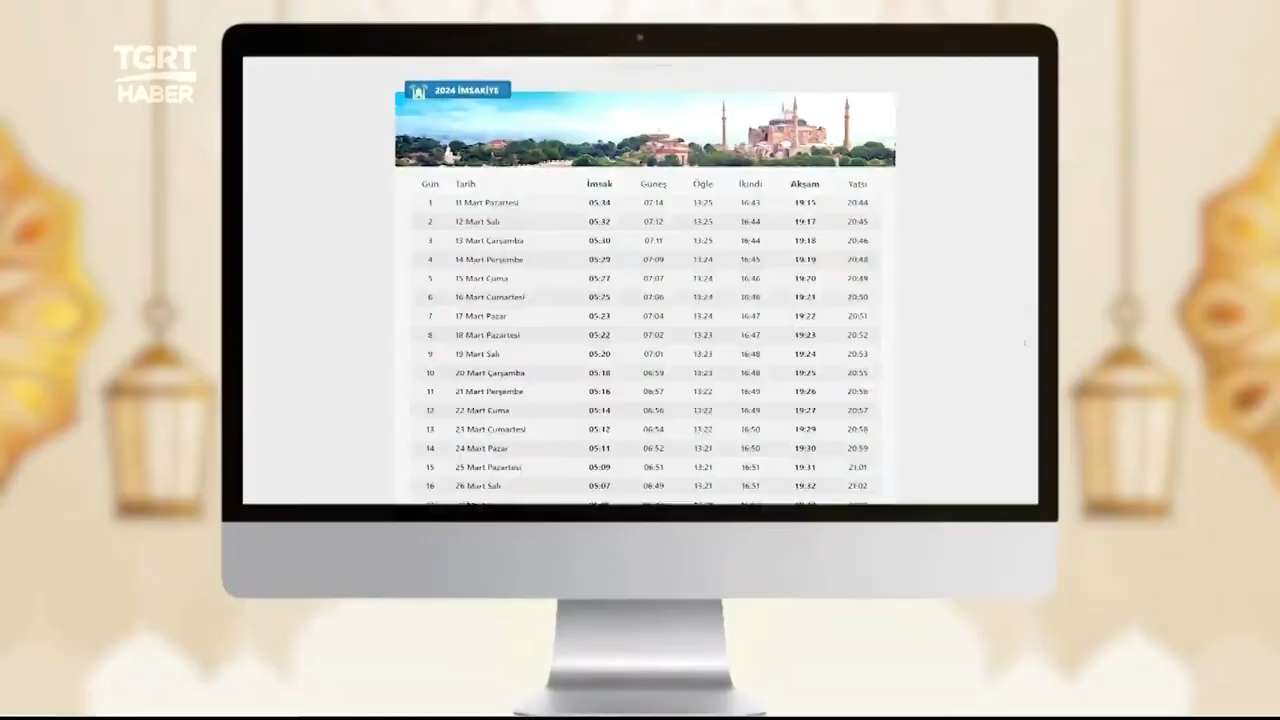 TGRT
HABER
2024 İMSAKİYE
Gün Tarih İmsak Güneş Öğle İkindi Akşam Yatsı
1 11 Mart Pazartesi 05:34 07:14 13:25 16:43 19:15 20:44
2 12 Mart Salı 05:32 07:12 13:25 16:44 19:17 20:45
3 13 Mart Çarşamba 05:30 07:11 13:25 16:44 19:18 20:46
4 14 Mart Perşembe 05:29 07:09 13:24 16:45 19:19 20:48
5 15 Mart Cuma 05:27 07:07 13:24 16:46 19:20 20:49
6 16 Mart Cumartesi 05:25 07:06 13:24 16:46 19:21 20:50
7 17 Mart Pazar 05:23 07:04 13:24 16:47 19:22 20:51
8 18 Mart Pazartesi 05:22 07:02 13:23 16:47 19:23 20:52
9 19 Mart Salı 05:20 07:01 13:23 16:48 19:24 20:53
10 20 Mart Çarşamba 05:18 06:59 13:23 16:48 19:25 20:55
11 21 Mart Perşembe 05:16 06:57 13:22 16:49 19:26 20:56
12 22 Mart Cuma 05:14 06:56 13:22 16:49 19:27 20:57
13 23 Mart Cumartesi 05:12 06:54 13:22 16:50 19:29 20:58
14 24 Mart Pazar 05:11 06:52 13:21 16:50 19:30 20:59
15 25 Mart Pazartesi 05:09 06:51 13:21 16:51 19:31 21:01
16 26 Mart Salı 05:07 06:49 13:21 16:51 19:32 21:02